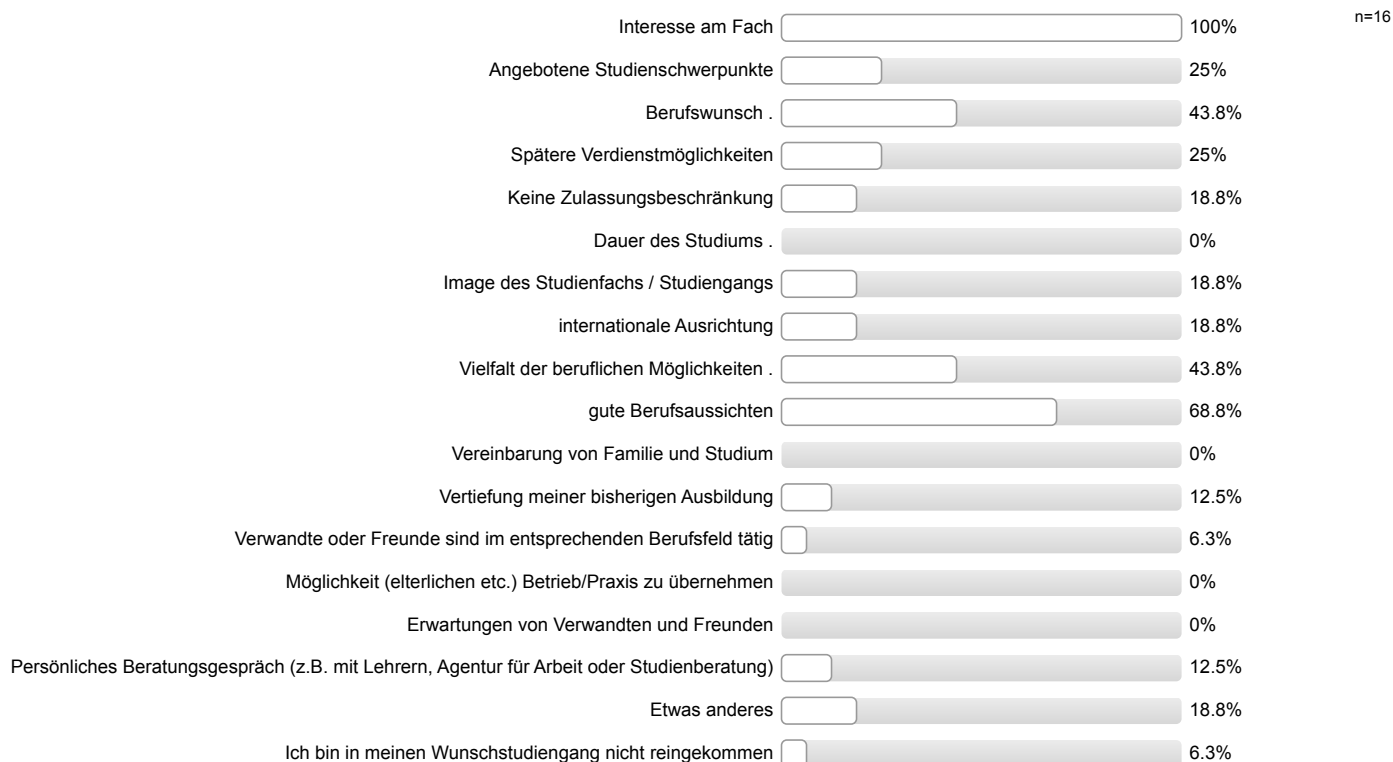 n=16
Interesse am Fach 100%
Angebotene Studienschwerpunkte 25%
Berufswunsch . 43.8%
Spätere Verdienstmöglichkeiten 25%
Keine Zulassungsbeschränkung 18.8%
Dauer des Studiums . 0%
Image des Studienfachs / Studiengangs 18.8%
internationale Ausrichtung 18.8%
Vielfalt der beruflichen Möglichkeiten . 43.8%
gute Berufsaussichten 68.8%
Vereinbarung von Familie und Studium 0%
Vertiefung meiner bisherigen Ausbildung 12.5%
Verwandte oder Freunde sind im entsprechenden Berufsfeld tätig 6.3%
Möglichkeit (elterlichen etc.) Betrieb/Praxis zu übernehmen 0%
Erwartungen von Verwandten und Freunden 0%
Persönliches Beratungsgespräch (z.B. mit Lehrern, Agentur für Arbeit oder Studienberatung) 12.5%
Etwas anderes 18.8%
Ich bin in meinen Wunschstudiengang nicht reingekommen 6.3%